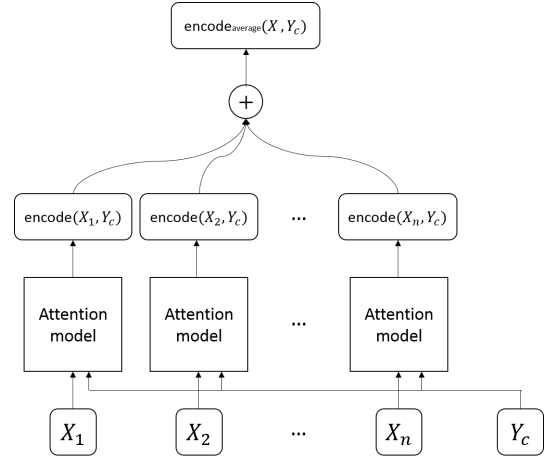 encode_average(X, Y_c)
+
encode(X_1, Y_c) encode(X_2, Y_c) ... encode(X_n, Y_c)
Attention model Attention model ... Attention model
X_1 X_2 ... X_n Y_c